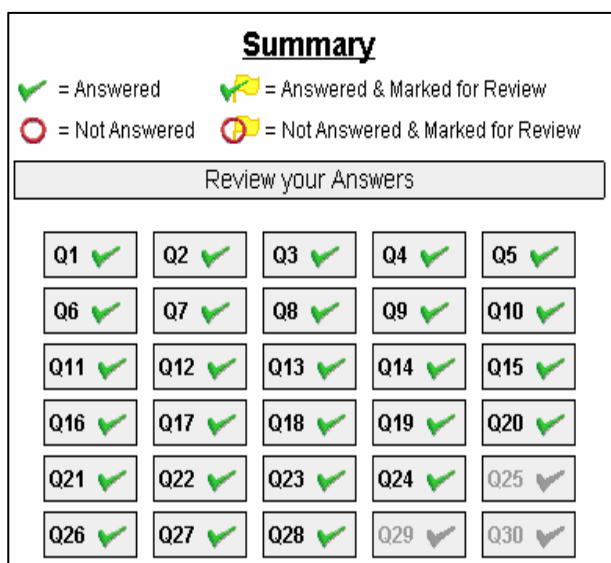 Summary
= Answered = Answered & Marked for Review
= Not Answered = Not Answered & Marked for Review
Review your Answers
Q1 Q2 Q3 Q4 Q5
Q6 Q7 Q8 Q9 Q10
Q11 Q12 Q13 Q14 Q15
Q16 Q17 Q18 Q19 Q20
Q21 Q22 Q23 Q24 Q25
Q26 Q27 Q28 Q29 Q30